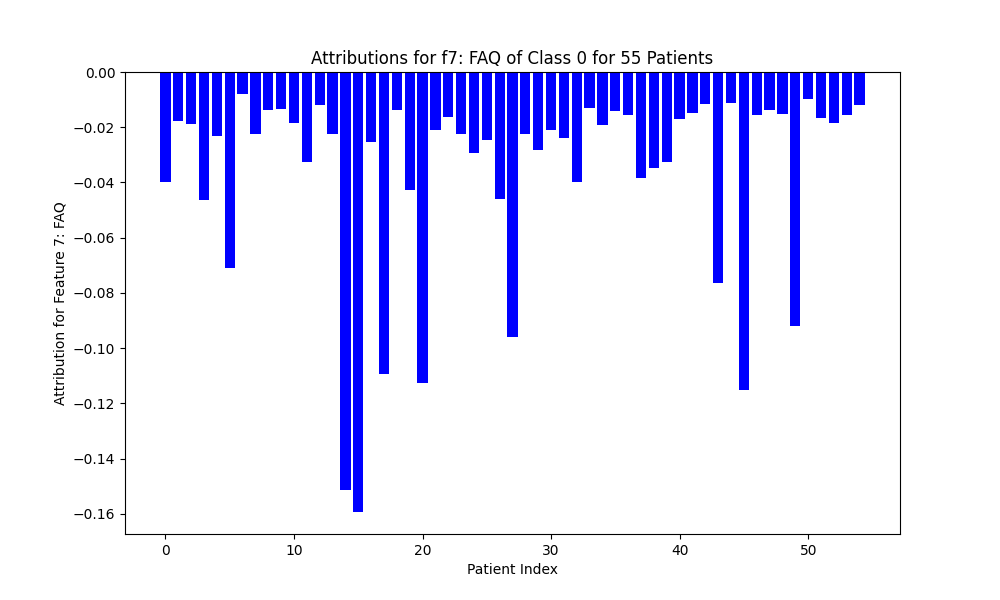 Attributions for f7: FAQ of Class 0 for 55 Patients
0.00
−0.02
−0.04
−0.06
−0.08
−0.10
−0.12
−0.14
−0.16
Attribution for Feature 7: FAQ
0 10 20 30 40 50
Patient Index